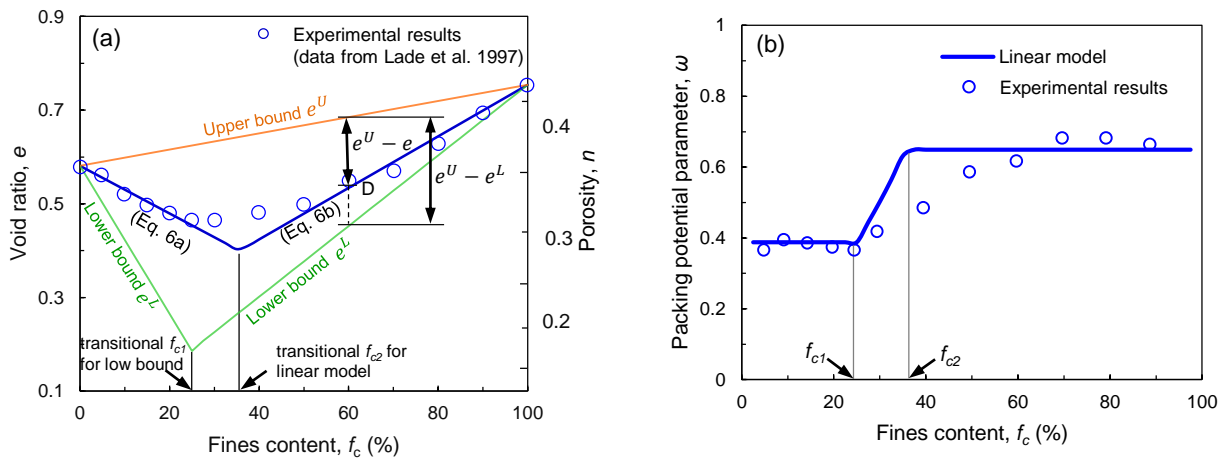 (a)
Experimental results
(data from Lade et al. 1997)
Upper bound e^U
e^U − e
e^U − e^L
D
(Eq. 6a)
(Eq. 6b)
Lower bound e^L
Lower bound e^L
transitional f_c1
for low bound
transitional f_c2 for
linear model
Void ratio, e
0.9
0.7
0.5
0.3
0.1
Porosity, n
0.4
0.3
0.2
0 20 40 60 80 100
Fines content, f_c (%)
(b)
Linear model
Experimental results
f_c1
f_c2
Packing potential parameter, ω
1
0.8
0.6
0.4
0.2
0
0 20 40 60 80 100
Fines content, f_c (%)